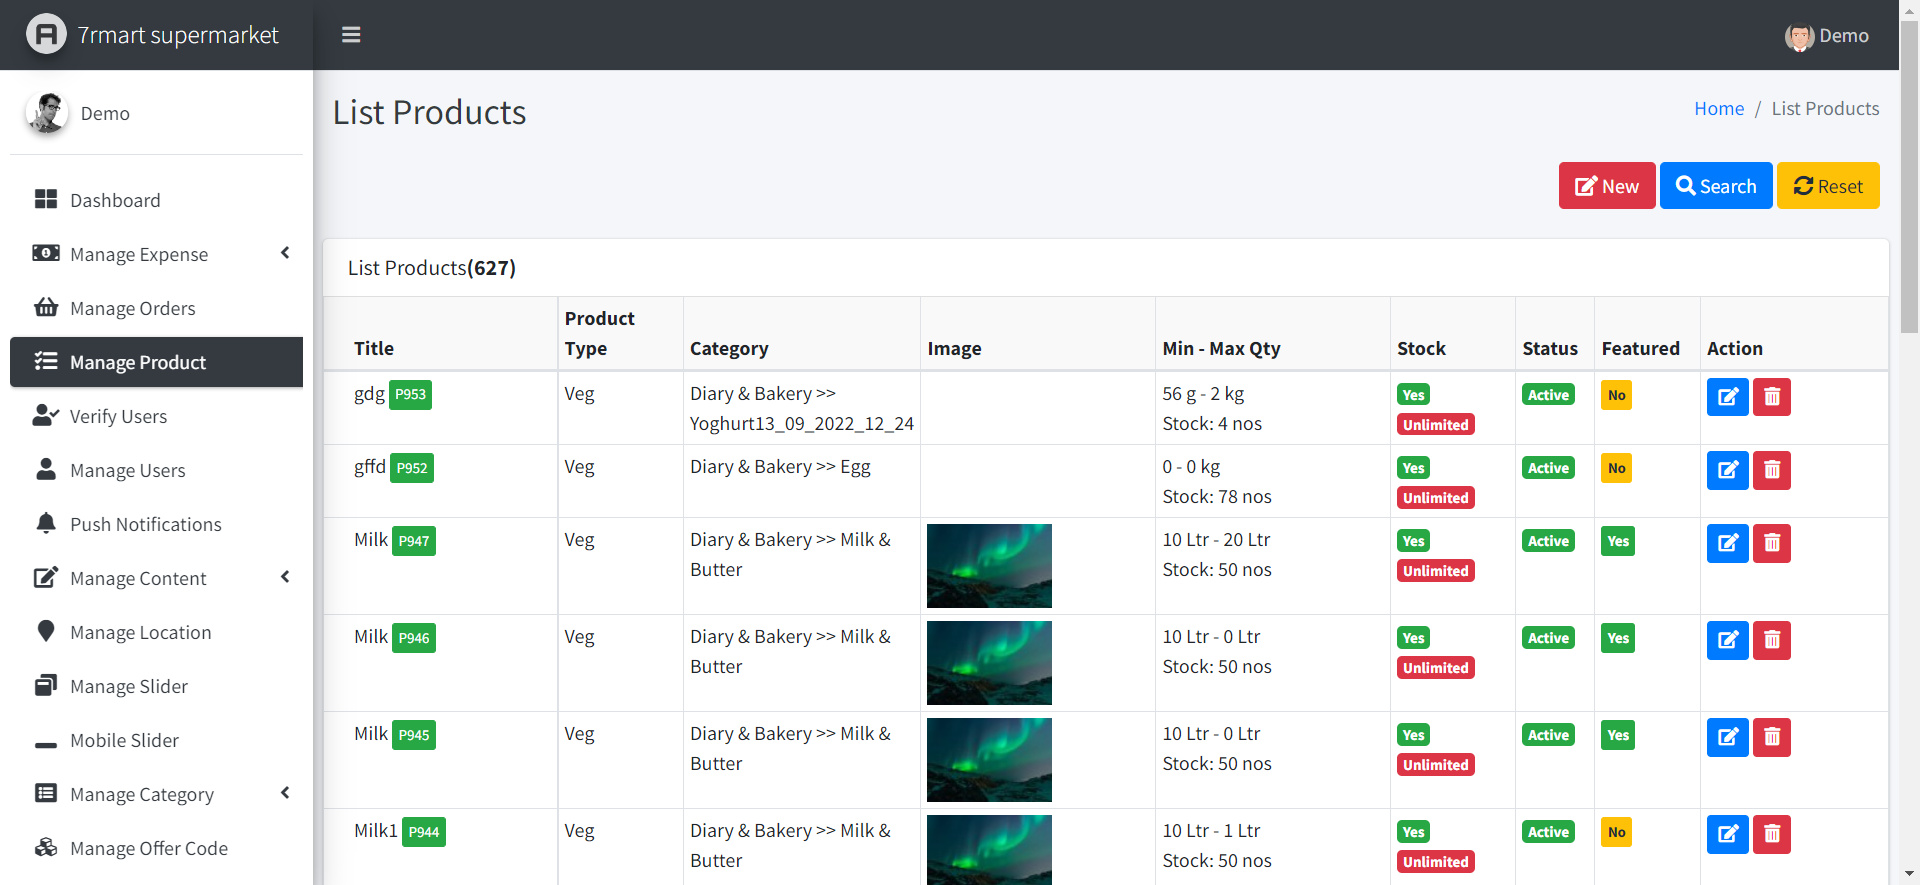 7rmart supermarket
Demo
Demo
Dashboard
Manage Expense
Manage Orders
Manage Product
Verify Users
Manage Users
Push Notifications
Manage Content
Manage Location
Manage Slider
Mobile Slider
Manage Category
Manage Offer Code
List Products
Home / List Products
New
Search
Reset
List Products(627)
Title
Product
Type
Category
Image
Min - Max Qty
Stock
Status
Featured
Action
gdg P953
Veg
Diary & Bakery >>
Yoghurt13_09_2022_12_24
56 g - 2 kg
Stock: 4 nos
Yes
Unlimited
Active
No
gffd P952
Veg
Diary & Bakery >> Egg
0 - 0 kg
Stock: 78 nos
Yes
Unlimited
Active
No
Milk P947
Veg
Diary & Bakery >> Milk &
Butter
10 Ltr - 20 Ltr
Stock: 50 nos
Yes
Unlimited
Active
Yes
Milk P946
Veg
Diary & Bakery >> Milk &
Butter
10 Ltr - 0 Ltr
Stock: 50 nos
Yes
Unlimited
Active
Yes
Milk P945
Veg
Diary & Bakery >> Milk &
Butter
10 Ltr - 0 Ltr
Stock: 50 nos
Yes
Unlimited
Active
Yes
Milk1 P944
Veg
Diary & Bakery >> Milk &
Butter
10 Ltr - 1 Ltr
Stock: 50 nos
Yes
Unlimited
Active
No